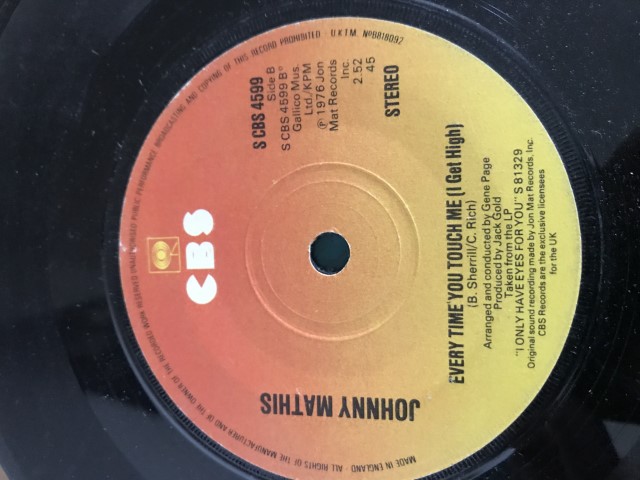 ALL RIGHTS OF THE MANUFACTURER AND OF THE OWNER OF THE RECORDED WORK RESERVED UNAUTHORISED PUBLIC PERFORMANCE BROADCASTING AND COPYING OF THIS RECORD PROHIBITED · U.K.T.M. NoB818092
CBS
S CBS 4599
Side B
S CBS 4599 B°
Gallico Mus.
Ltd./KPM
℗ 1976 Jon
Mat Records
Inc.
2.52
45
STEREO
JOHNNY MATHIS
EVERY TIME YOU TOUCH ME (I Get High)
(B. Sherrill/C. Rich)
Arranged and conducted by Gene Page
Produced by Jack Gold
Taken from the LP
"I ONLY HAVE EYES FOR YOU" S 81329
Original sound recording made by Jon Mat Records, Inc.
CBS Records are the exclusive licensees
for the UK
MADE IN ENGLAND ·